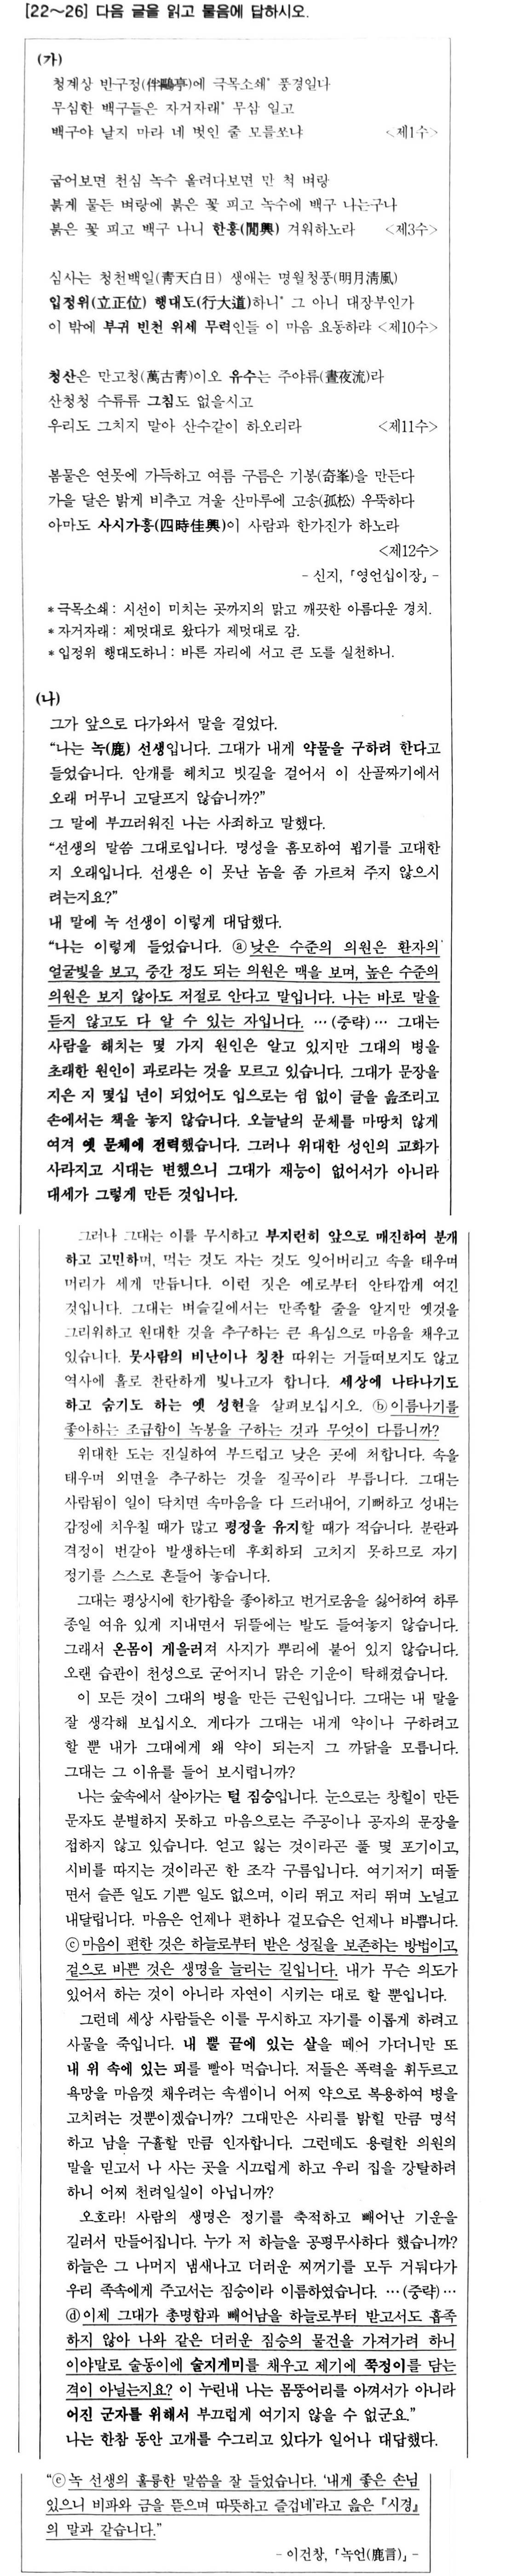 [22～26] 다음 글을 읽고 물음에 답하시오.
(가)
청계상 반구정(伴鷗亭)에 극목소쇄* 풍경일다
무심한 백구들은 자거자래* 무삼 일고
백구야 날지 마라 네 벗인 줄 모를쏘냐 <제1수>
굽어보면 천심 녹수 올려다보면 만 척 벼랑
붉게 물든 벼랑에 붉은 꽃 피고 녹수에 백구 나는구나
붉은 꽃 피고 백구 나니 한흥(閒興) 겨워하노라 <제3수>
심사는 청천백일(靑天白日) 생애는 명월청풍(明月淸風)
입정위(立正位) 행대도(行大道)하니* 그 아니 대장부인가
이 밖에 부귀 빈천 위세 무력인들 이 마음 요동하랴 <제10수>
청산은 만고청(萬古靑)이오 유수는 주야류(晝夜流)라
산청청 수류류 그침도 없을시고
우리도 그치지 말아 산수같이 하오리라 <제11수>
봄물은 연못에 가득하고 여름 구름은 기봉(奇峯)을 만든다
가을 달은 밝게 비추고 겨울 산마루에 고송(孤松) 우뚝하다
아마도 사시가흥(四時佳興)이 사람과 한가진가 하노라
<제12수>
- 신지, 「영언십이장」 -
* 극목소쇄 : 시선이 미치는 곳까지의 맑고 깨끗한 아름다운 경치.
* 자거자래 : 제멋대로 왔다가 제멋대로 감.
* 입정위 행대도하니 : 바른 자리에 서고 큰 도를 실천하니.
(나)
그가 앞으로 다가와서 말을 걸었다.
“나는 녹(鹿) 선생입니다. 그대가 내게 약물을 구하려 한다고
들었습니다. 안개를 헤치고 빗길을 걸어서 이 산골짜기에서
오래 머무니 고달프지 않습니까?”
그 말에 부끄러워진 나는 사죄하고 말했다.
“선생의 말씀 그대로입니다. 명성을 흠모하여 뵙기를 고대한
지 오래입니다. 선생은 이 못난 놈을 좀 가르쳐 주지 않으시
려는지요?”
내 말에 녹 선생이 이렇게 대답했다.
“나는 이렇게 들었습니다. ⓐ낮은 수준의 의원은 환자의
얼굴빛을 보고, 중간 정도 되는 의원은 맥을 보며, 높은 수준의
의원은 보지 않아도 저절로 안다고 말입니다. 나는 바로 말을
듣지 않고도 다 알 수 있는 자입니다. …(중략)… 그대는
사람을 해치는 몇 가지 원인은 알고 있지만 그대의 병을
초래한 원인이 과로라는 것을 모르고 있습니다. 그대가 문장을
지은 지 몇십 년이 되었어도 입으로는 쉼 없이 글을 읊조리고
손에서는 책을 놓지 않습니다. 오늘날의 문체를 마땅치 않게
여겨 옛 문체에 전력했습니다. 그러나 위대한 성인의 교화가
사라지고 시대는 변했으니 그대가 재능이 없어서가 아니라
대세가 그렇게 만든 것입니다.
그러나 그대는 이를 무시하고 부지런히 앞으로 매진하여 분개
하고 고민하며, 먹는 것도 자는 것도 잊어버리고 속을 태우며
머리가 세게 만듭니다. 이런 짓은 예로부터 안타깝게 여긴
것입니다. 그대는 벼슬길에서는 만족할 줄을 알지만 옛것을
그리워하고 원대한 것을 추구하는 큰 욕심으로 마음을 채우고
있습니다. 뭇사람의 비난이나 칭찬 따위는 거들떠보지도 않고
역사에 홀로 찬란하게 빛나고자 합니다. 세상에 나타나기도
하고 숨기도 하는 옛 성현을 살펴보십시오. ⓑ이름나기를
좋아하는 조급함이 녹봉을 구하는 것과 무엇이 다릅니까?
위대한 도는 진실하여 부드럽고 낮은 곳에 처합니다. 속을
태우며 외면을 추구하는 것을 질곡이라 부릅니다. 그대는
사람됨이 일이 닥치면 속마음을 다 드러내어, 기뻐하고 성내는
감정에 치우칠 때가 많고 평정을 유지할 때가 적습니다. 분란과
격정이 번갈아 발생하는데 후회하되 고치지 못하므로 자기
정기를 스스로 흔들어 놓습니다.
그대는 평상시에 한가함을 좋아하고 번거로움을 싫어하여 하루
종일 여유 있게 지내면서 뒤뜰에는 발도 들여놓지 않습니다.
그래서 온몸이 게을러져 사지가 뿌리에 붙어 있지 않습니다.
오랜 습관이 천성으로 굳어지니 맑은 기운이 탁해졌습니다.
이 모든 것이 그대의 병을 만든 근원입니다. 그대는 내 말을
잘 생각해 보십시오. 게다가 그대는 내게 약이나 구하려고
할 뿐 내가 그대에게 왜 약이 되는지 그 까닭을 모릅니다.
그대는 그 이유를 들어 보시렵니까?
나는 숲속에서 살아가는 털 짐승입니다. 눈으로는 창힐이 만든
문자도 분별하지 못하고 마음으로는 주공이나 공자의 문장을
접하지 않고 있습니다. 얻고 잃는 것이라곤 풀 몇 포기이고,
시비를 따지는 것이라곤 한 조각 구름입니다. 여기저기 떠돌
면서 슬픈 일도 기쁜 일도 없으며, 이리 뛰고 저리 뛰며 노닐고
내달립니다. 마음은 언제나 편하나 겉모습은 언제나 바쁩니다.
ⓒ마음이 편한 것은 하늘로부터 받은 성질을 보존하는 방법이고,
겉으로 바쁜 것은 생명을 늘리는 길입니다. 내가 무슨 의도가
있어서 하는 것이 아니라 자연이 시키는 대로 할 뿐입니다.
그런데 세상 사람들은 이를 무시하고 자기를 이롭게 하려고
사물을 죽입니다. 내 뿔 끝에 있는 살을 떼어 가더니만 또
내 위 속에 있는 피를 빨아 먹습니다. 저들은 폭력을 휘두르고
욕망을 마음껏 채우려는 속셈이니 어찌 약으로 복용하여 병을
고치려는 것뿐이겠습니까? 그대만은 사리를 밝힐 만큼 명석
하고 남을 구휼할 만큼 인자합니다. 그런데도 용렬한 의원의
말을 믿고서 나 사는 곳을 시끄럽게 하고 우리 집을 강탈하려
하니 어찌 천려일실이 아닙니까?
오호라! 사람의 생명은 정기를 축적하고 빼어난 기운을
길러서 만들어집니다. 누가 저 하늘을 공평무사하다 했습니까?
하늘은 그 나머지 냄새나고 더러운 찌꺼기를 모두 거둬다가
우리 족속에게 주고서는 짐승이라 이름하였습니다. …(중략)…
ⓓ이제 그대가 총명함과 빼어남을 하늘로부터 받고서도 흡족
하지 않아 나와 같은 더러운 짐승의 물건을 가져가려 하니
이야말로 술동이에 술지게미를 채우고 제기에 쭉정이를 담는
격이 아닐는지요? 이 누린내 나는 몸뚱어리를 아껴서가 아니라
어진 군자를 위해서 부끄럽게 여기지 않을 수 없군요.”
나는 한참 동안 고개를 수그리고 있다가 일어나 대답했다.
“ⓔ녹 선생의 훌륭한 말씀을 잘 들었습니다. ‘내게 좋은 손님
있으니 비파와 금을 뜯으며 따뜻하고 즐겁네’라고 읊은 『시경』
의 말과 같습니다.”
- 이건창, 「녹언(鹿言)」 -